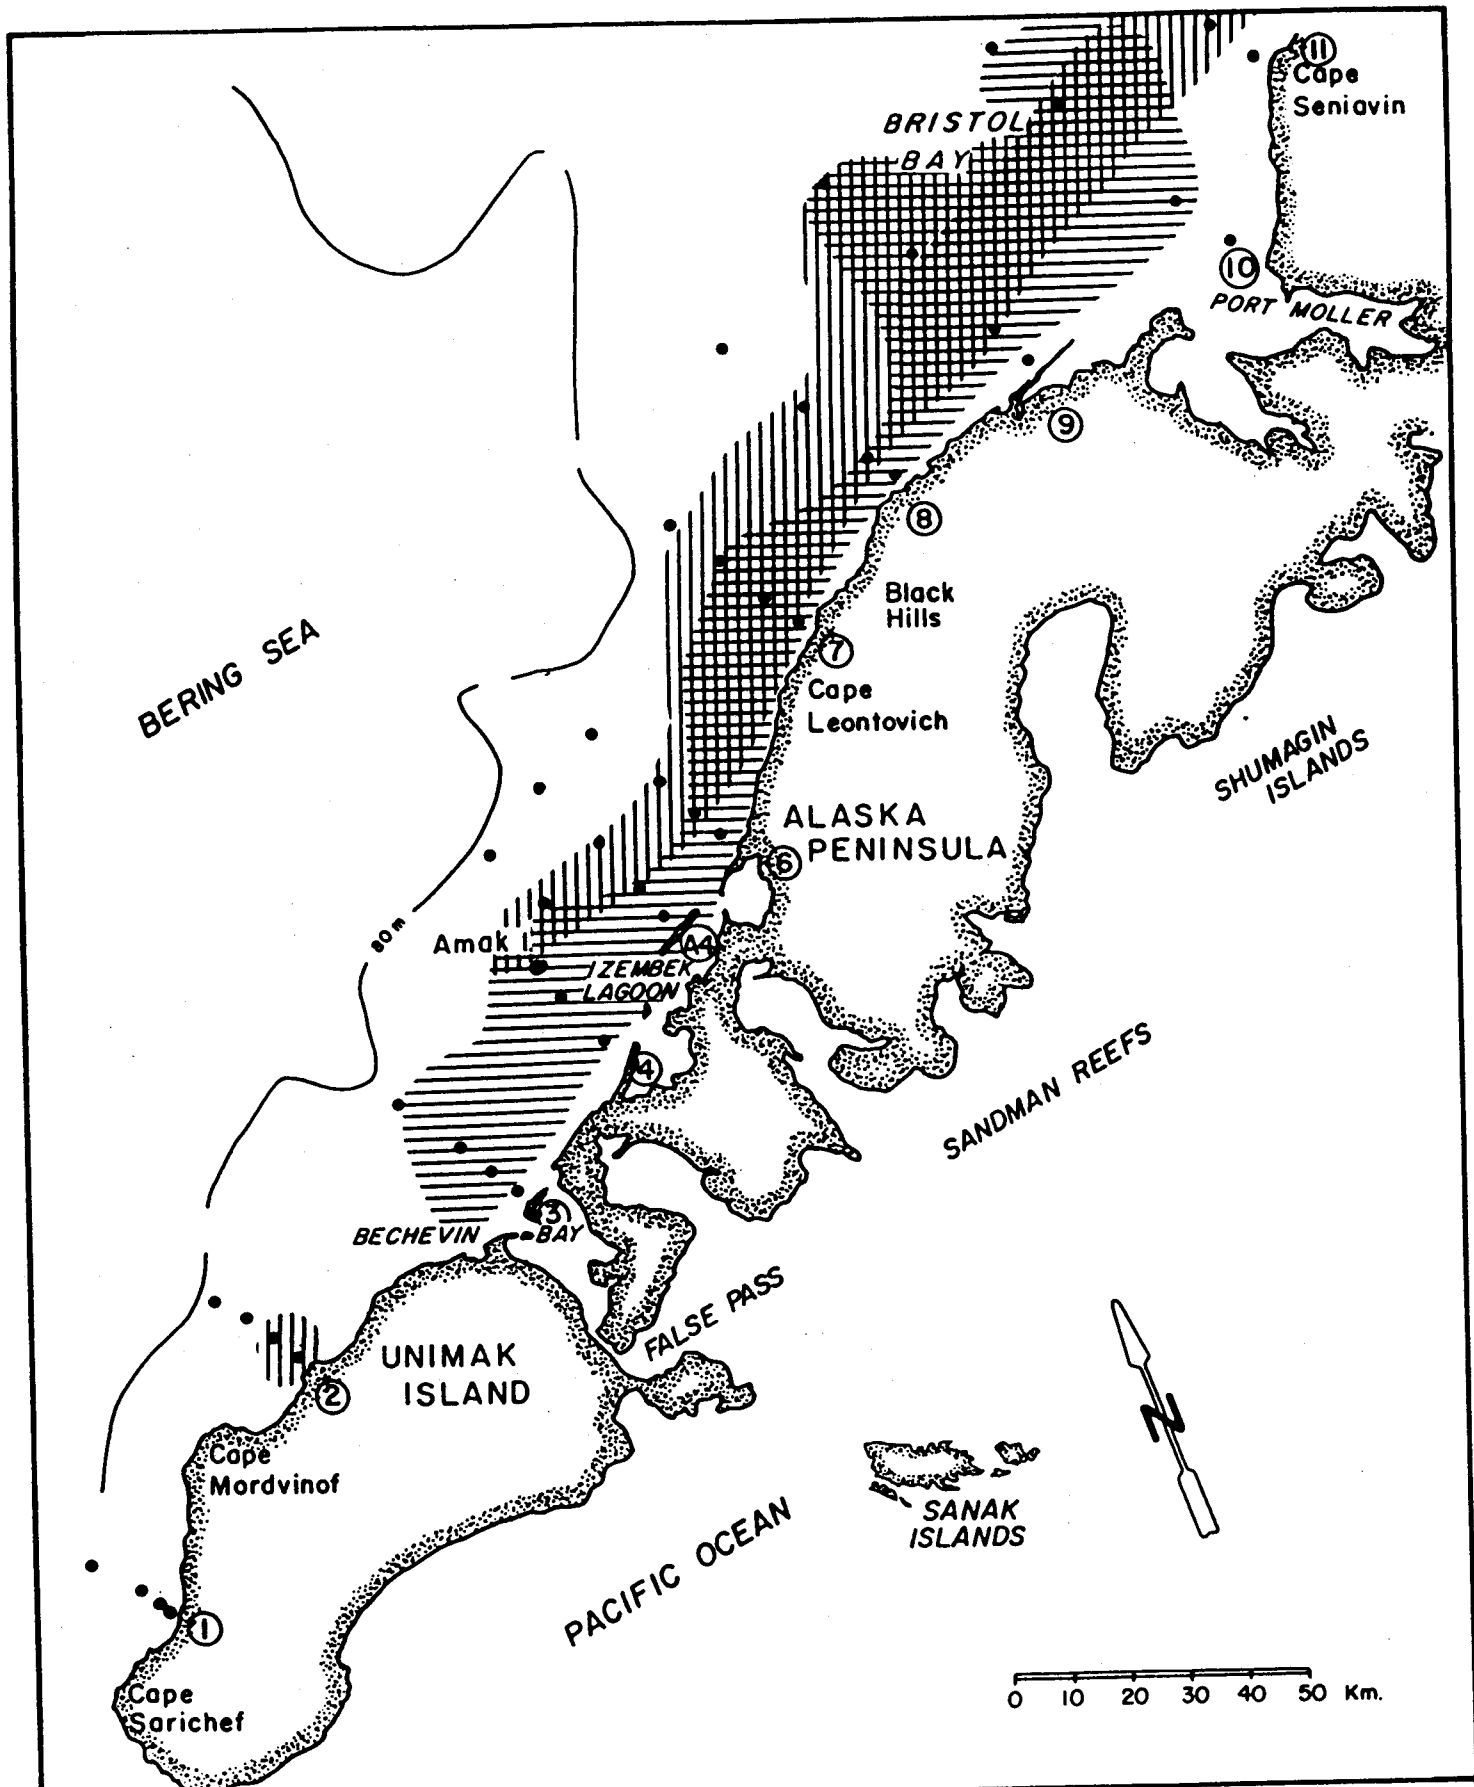 11
Cape
Seniavin
BRISTOL
BAY
10
PORT MOLLER
9
8
Black
Hills
7
Cape
Leontovich
BERING SEA
SHUMAGIN
ISLANDS
ALASKA
PENINSULA
6
80 m
Amak I.
A4
IZEMBEK
LAGOON
4
SANDMAN REEFS
3
BECHEVIN BAY
FALSE PASS
UNIMAK
ISLAND
2
N
Cape
Mordvinof
SANAK
ISLANDS
PACIFIC OCEAN
1
Cape
Sarichef
0 10 20 30 40 50 Km.